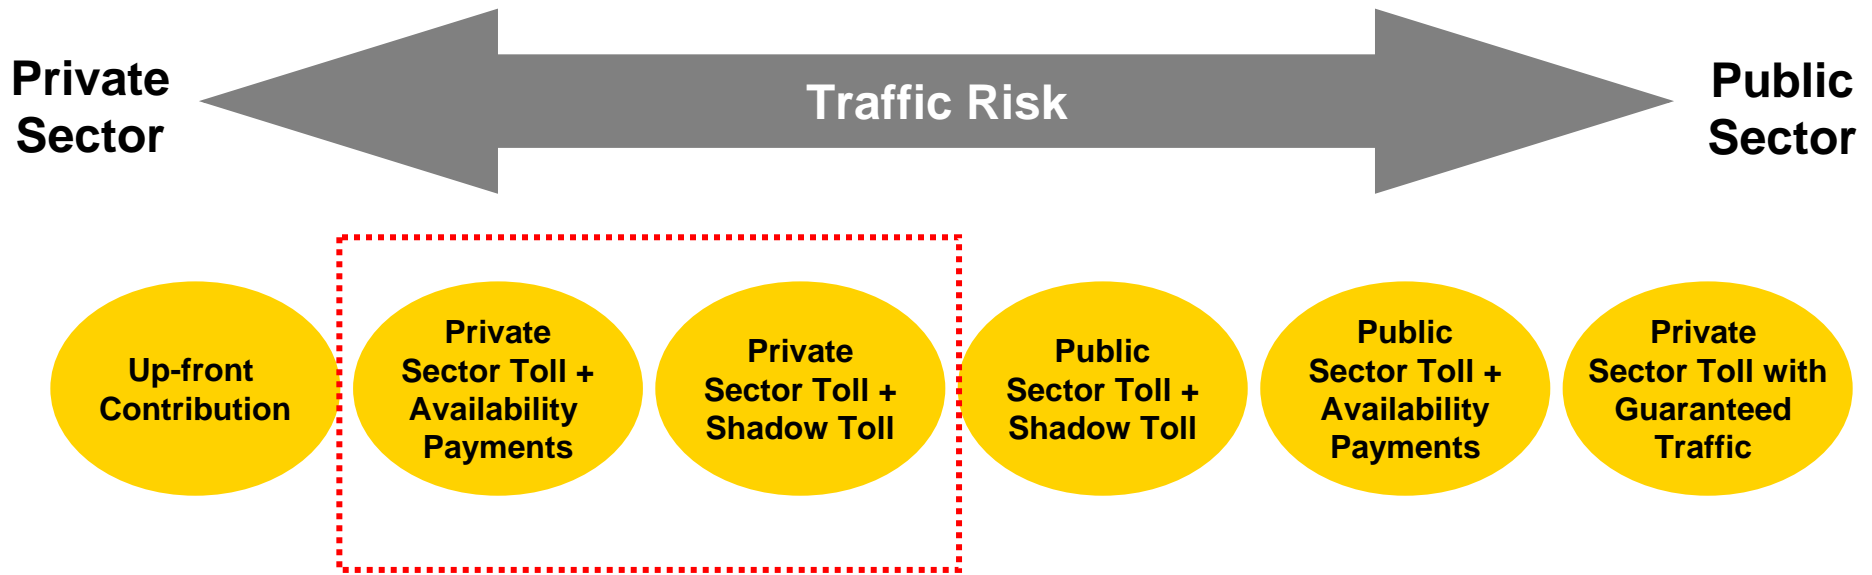 Private
Sector
Traffic Risk
Public
Sector
Up-front
Contribution
Private
Sector Toll +
Availability
Payments
Private
Sector Toll +
Shadow Toll
Public
Sector Toll +
Shadow Toll
Public
Sector Toll +
Availability
Payments
Private
Sector Toll with
Guaranteed
Traffic